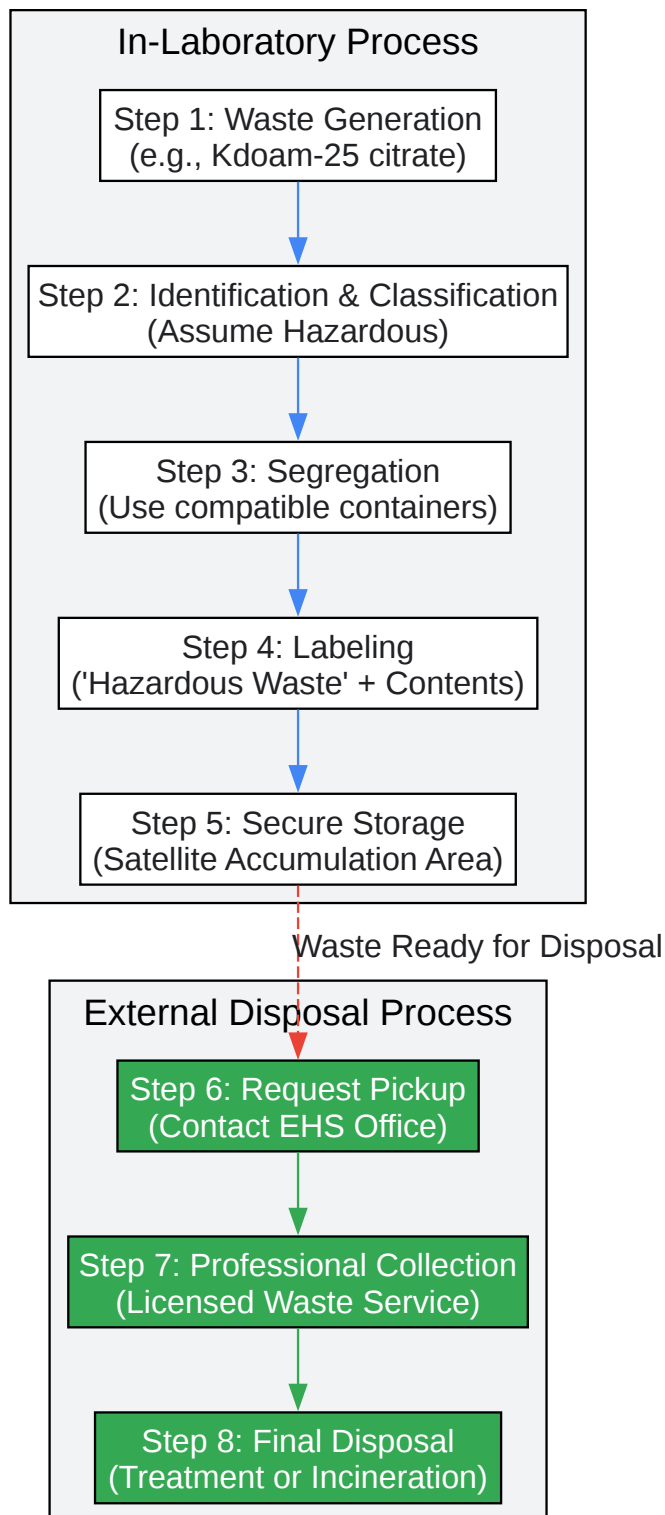 In-Laboratory Process
Step 1: Waste Generation
(e.g., Kdoam-25 citrate)
Step 2: Identification & Classification
(Assume Hazardous)
Step 3: Segregation
(Use compatible containers)
Step 4: Labeling
('Hazardous Waste' + Contents)
Step 5: Secure Storage
(Satellite Accumulation Area)
Waste Ready for Disposal
External Disposal Process
Step 6: Request Pickup
(Contact EHS Office)
Step 7: Professional Collection
(Licensed Waste Service)
Step 8: Final Disposal
(Treatment or Incineration)